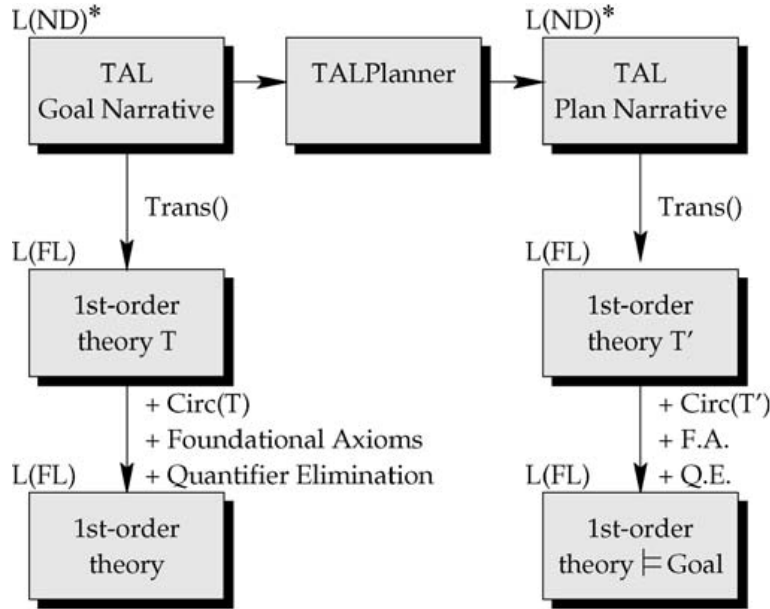 L(ND)*
TAL
Goal Narrative
TALPlanner
L(ND)*
TAL
Plan Narrative
Trans()
Trans()
L(FL)
1st-order
theory T
L(FL)
1st-order
theory T′
+ Circ(T)
+ Foundational Axioms
+ Quantifier Elimination
+ Circ(T′)
+ F.A.
+ Q.E.
L(FL)
1st-order
theory
L(FL)
1st-order
theory ⊨ Goal